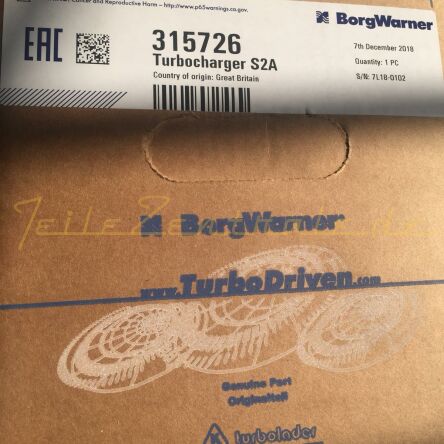 Cancer and Reproductive Harm – http://www.p65warnings.ca.gov.
EAC
315726
Turbocharger S2A
Country of origin: Great Britain
BorgWarner
7th December 2018
Quantity: 1 PC
S/N: 7L18-0102
BorgWarner
www.TurboDriven.com
Genuine Part
Originalteil
turbolader